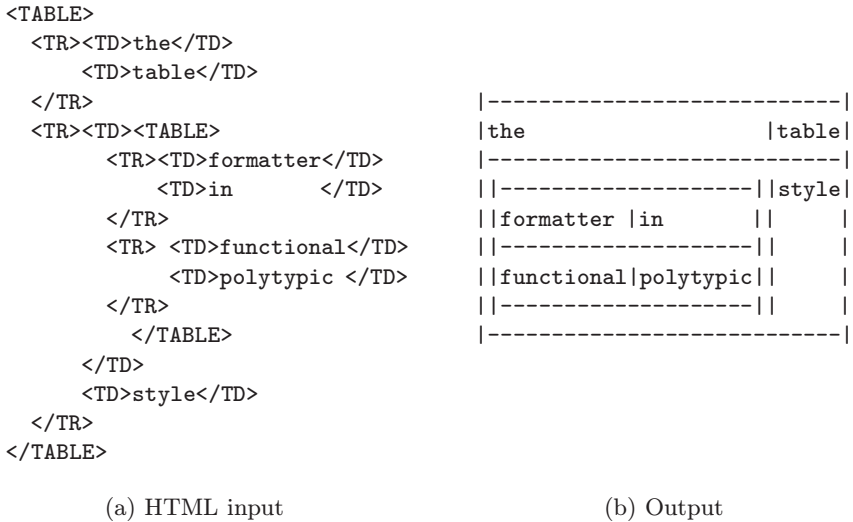 <TABLE>
  <TR><TD>the</TD>
      <TD>table</TD>
  </TR>
  <TR><TD><TABLE>
        <TR><TD>formatter</TD>
            <TD>in       </TD>
        </TR>
        <TR> <TD>functional</TD>
             <TD>polytypic </TD>
        </TR>
          </TABLE>
      </TD>
      <TD>style</TD>
  </TR>
</TABLE>
(a) HTML input
|----------------------------|
|the                   |table|
|----------------------------|
||--------------------||style|
||formatter |in       ||     |
||--------------------||     |
||functional|polytypic||     |
||--------------------||     |
|----------------------------|
(b) Output